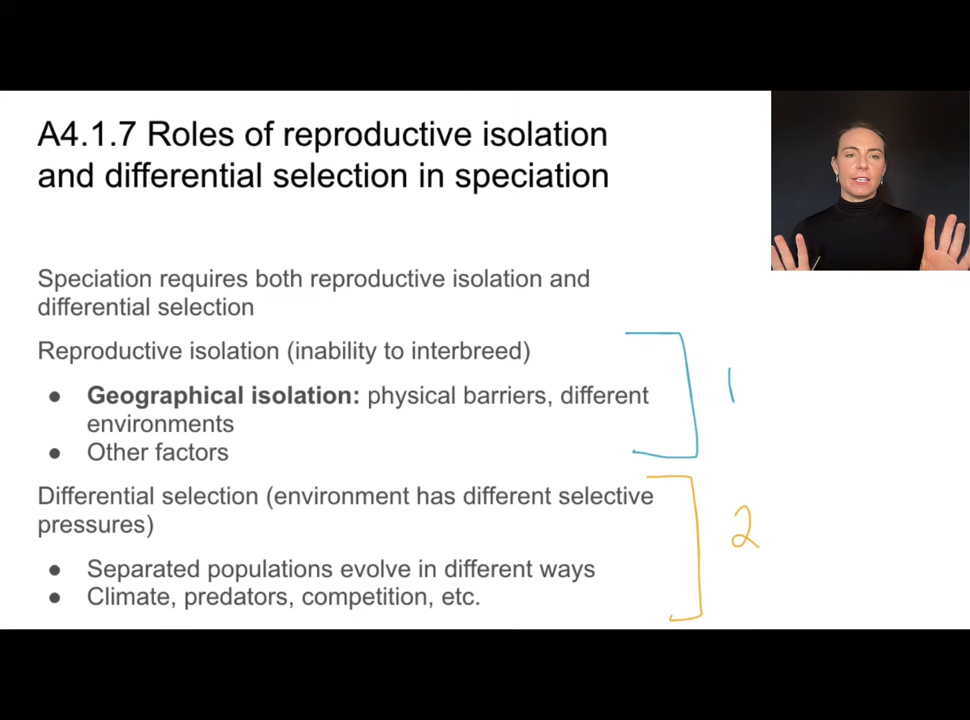 A4.1.7 Roles of reproductive isolation
and differential selection in speciation
Speciation requires both reproductive isolation and
differential selection
Reproductive isolation (inability to interbreed)
● Geographical isolation: physical barriers, different
environments
● Other factors
1
Differential selection (environment has different selective
pressures)
● Separated populations evolve in different ways
● Climate, predators, competition, etc.
2